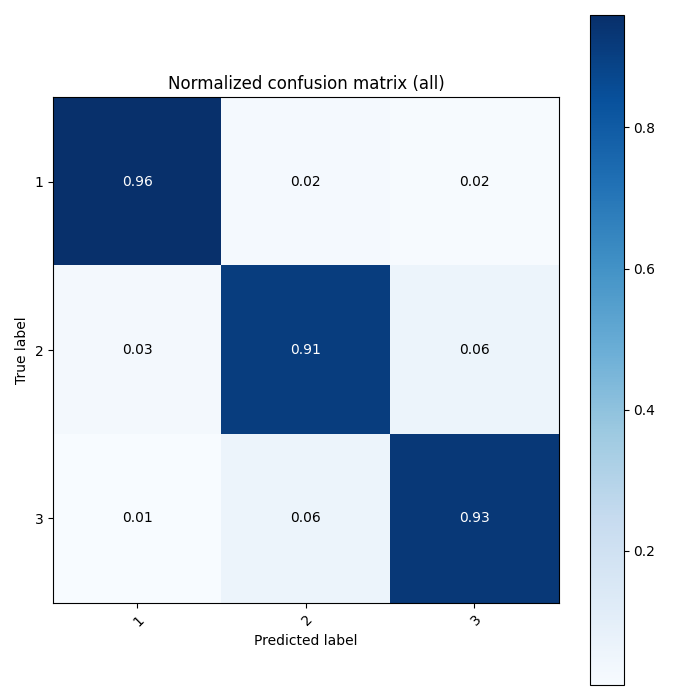 Normalized confusion matrix (all)
0.8
1 0.96 0.02 0.02
0.6
True label
2 0.03 0.91 0.06
0.4
3 0.01 0.06 0.93
0.2
1 2 3
Predicted label